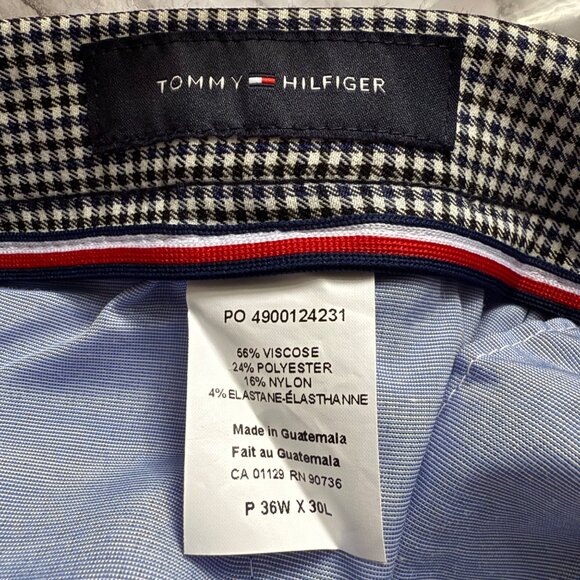 TOMMY HILFIGER
PO 4900124231
56% VISCOSE
24% POLYESTER
16% NYLON
4% ELASTANE-ÉLASTHANNE
Made in Guatemala
Fait au Guatemala
CA 01129 RN 90736
P 36W X 30L